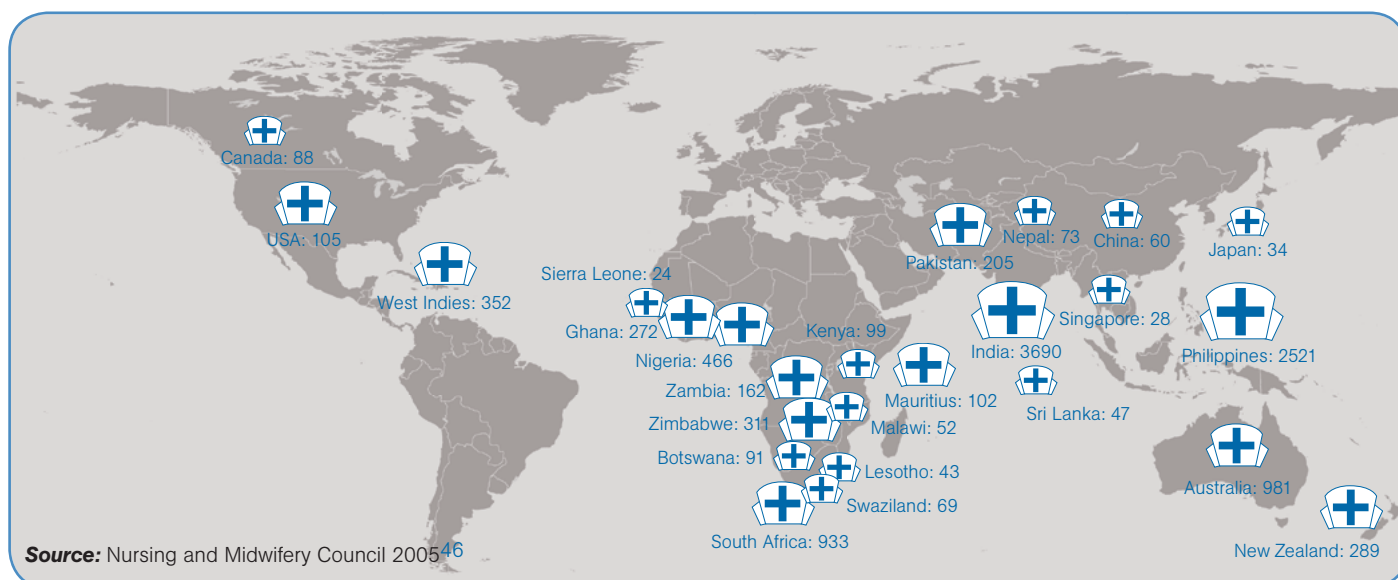 Canada: 88
USA: 105
West Indies: 352
Sierra Leone: 24
Ghana: 272
Nigeria: 466
Kenya: 99
Zambia: 162
Zimbabwe: 311
Mauritius: 102
Malawi: 52
Botswana: 91
Lesotho: 43
Swaziland: 69
South Africa: 933
Pakistan: 205
Nepal: 73
China: 60
Japan: 34
India: 3690
Singapore: 28
Philippines: 2521
Sri Lanka: 47
Australia: 981
New Zealand: 289
Source: Nursing and Midwifery Council 2005 46